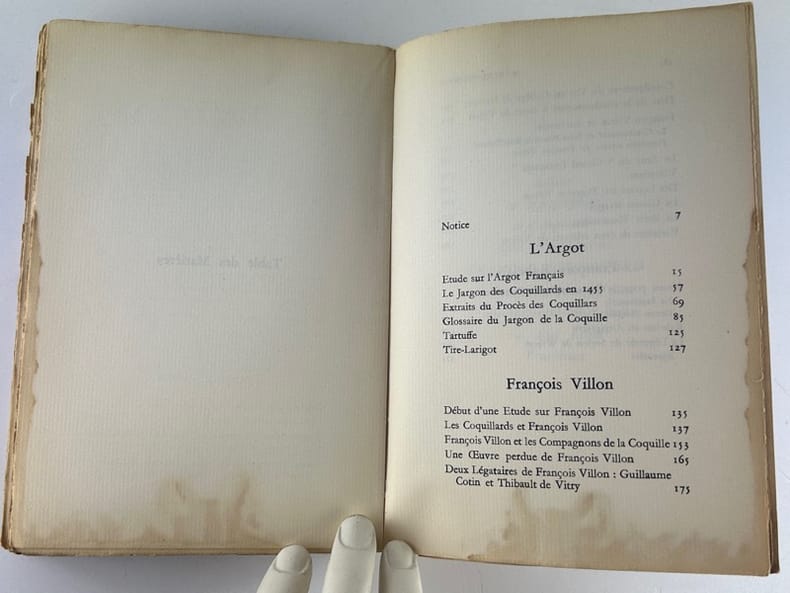 Table des Matières
Notice 7
L'Argot
Etude sur l'Argot Français 15
Le Jargon des Coquillards en 1455 57
Extraits du Procès des Coquillars 69
Glossaire du Jargon de la Coquille 85
Tartuffe 125
Tire-Larigot 127
François Villon
Début d'une Etude sur François Villon 135
Les Coquillards et François Villon 137
François Villon et les Compagnons de la Coquille 153
Une Œuvre perdue de François Villon 165
Deux Légataires de François Villon : Guillaume
Cotin et Thibault de Vitry 175